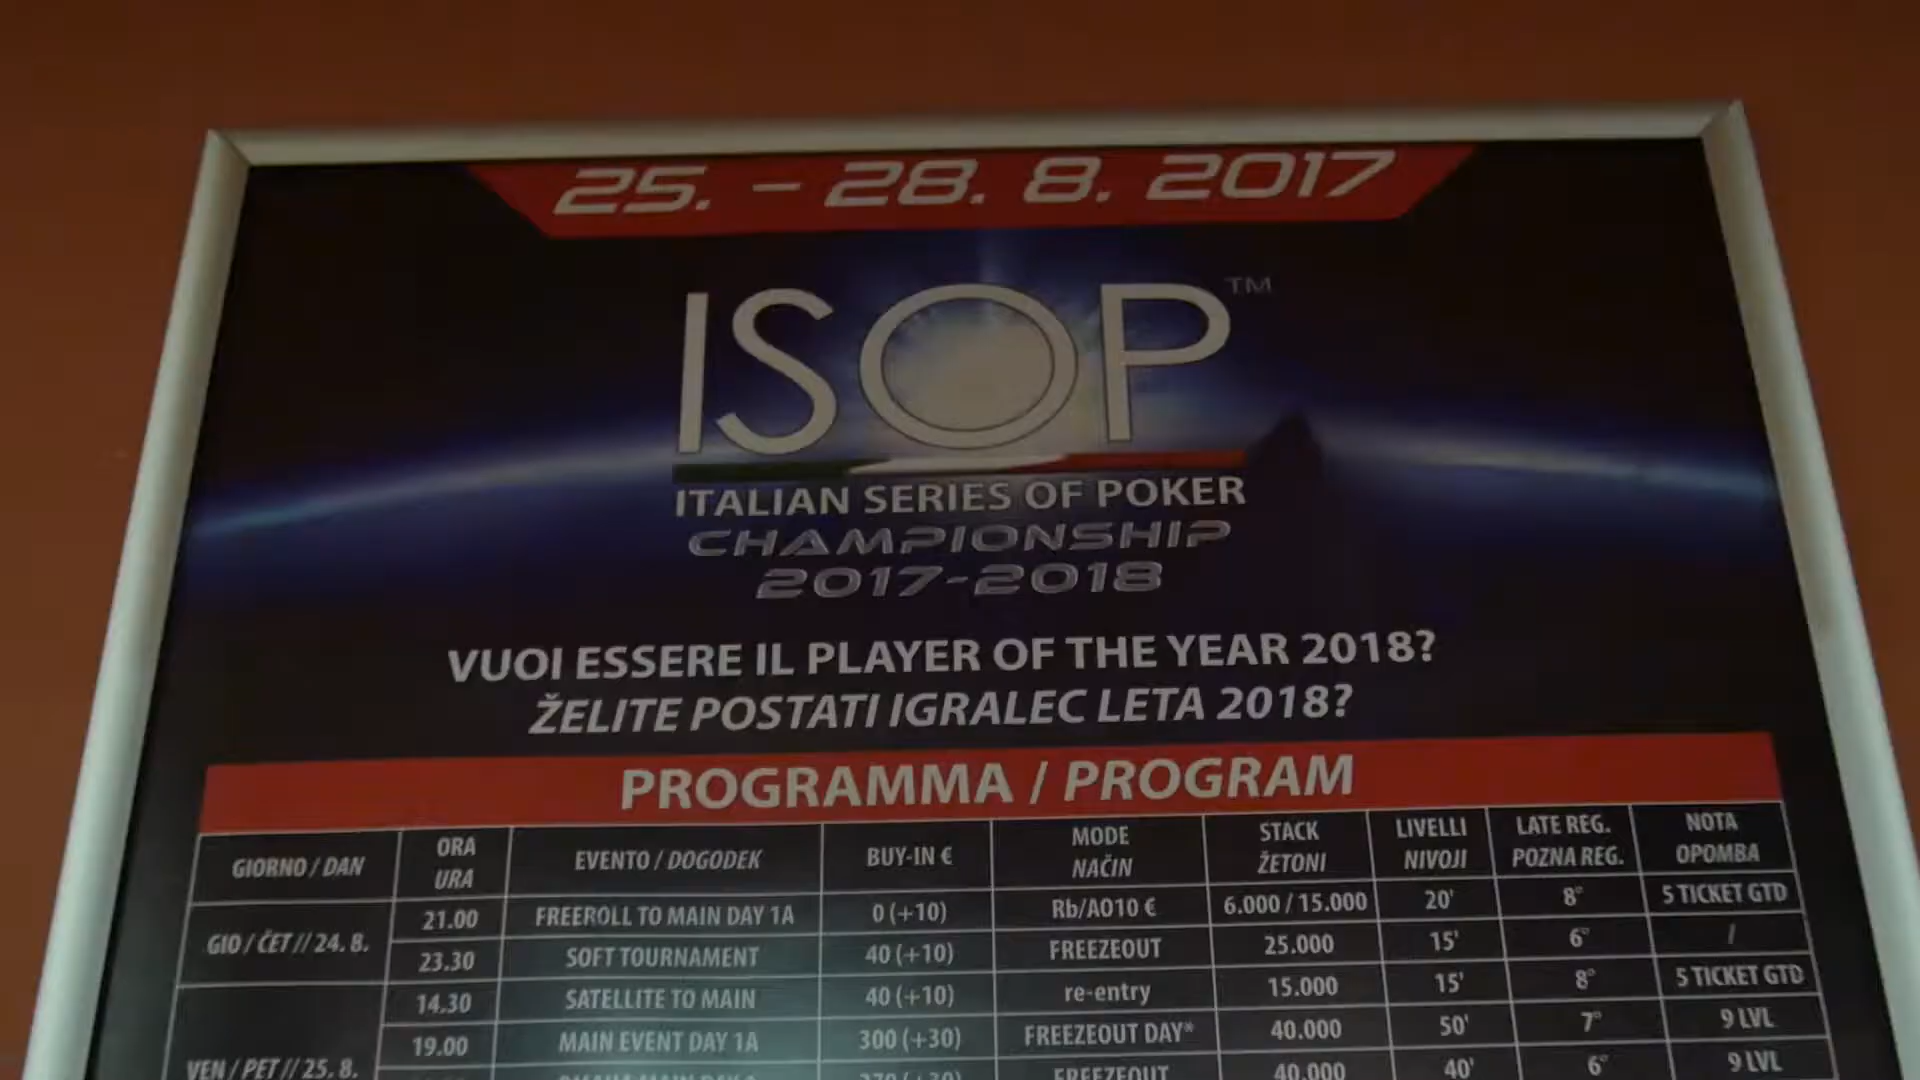 25. – 28. 8. 2017
ISOP™
ITALIAN SERIES OF POKER
CHAMPIONSHIP
2017-2018
VUOI ESSERE IL PLAYER OF THE YEAR 2018?
ŽELITE POSTATI IGRALEC LETA 2018?
PROGRAMMA / PROGRAM
GIORNO / DAN ORA URA EVENTO / DOGODEK BUY-IN € MODE NAČIN STACK ŽETONI LIVELLI NIVOJI LATE REG. POZNA REG. NOTA OPOMBA
GIO / ČET // 24. 8. 21.00 FREEROLL TO MAIN DAY 1A 0 (+10) Rb/AO10 € 6.000 / 15.000 20' 8° 5 TICKET GTD
23.30 SOFT TOURNAMENT 40 (+10) FREEZEOUT 25.000 15' 6° /
VEN / PET // 25. 8. 14.30 SATELLITE TO MAIN 40 (+10) re-entry 15.000 15' 8° 5 TICKET GTD
19.00 MAIN EVENT DAY 1A 300 (+30) FREEZEOUT DAY* 40.000 50' 7° 9 LVL
FREEZEOUT 40.000 40' 6° 9 LVL